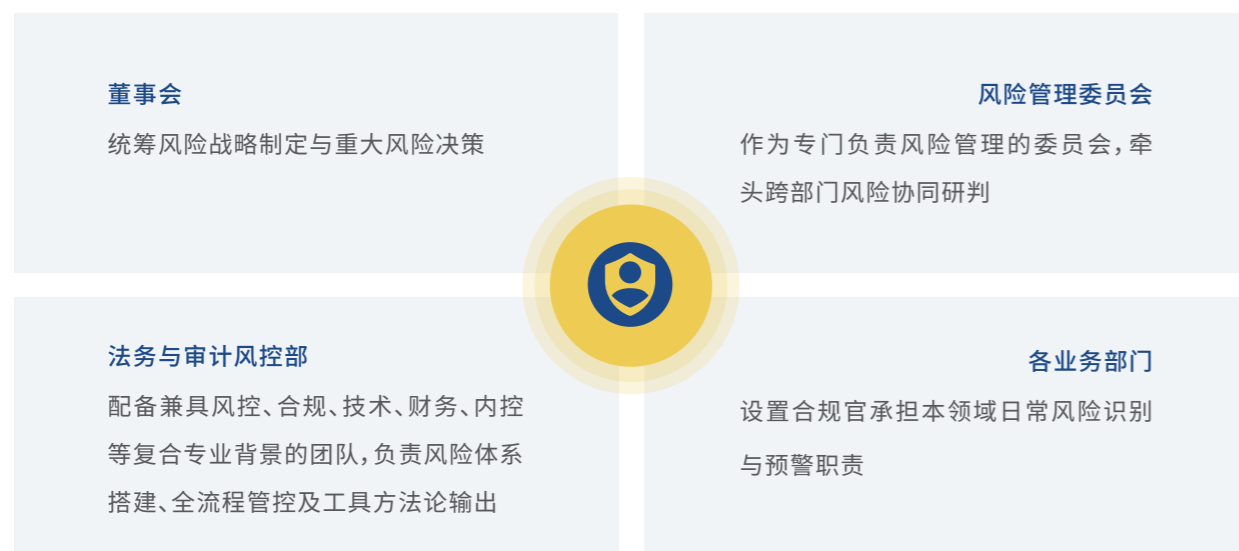 董事会
统筹风险战略制定与重大风险决策
风险管理委员会
作为专门负责风险管理的委员会，牵
头跨部门风险协同研判
法务与审计风控部
配备兼具风控、合规、技术、财务、内控
等复合专业背景的团队，负责风险体系
搭建、全流程管控及工具方法论输出
各业务部门
设置合规官承担本领域日常风险识别
与预警职责